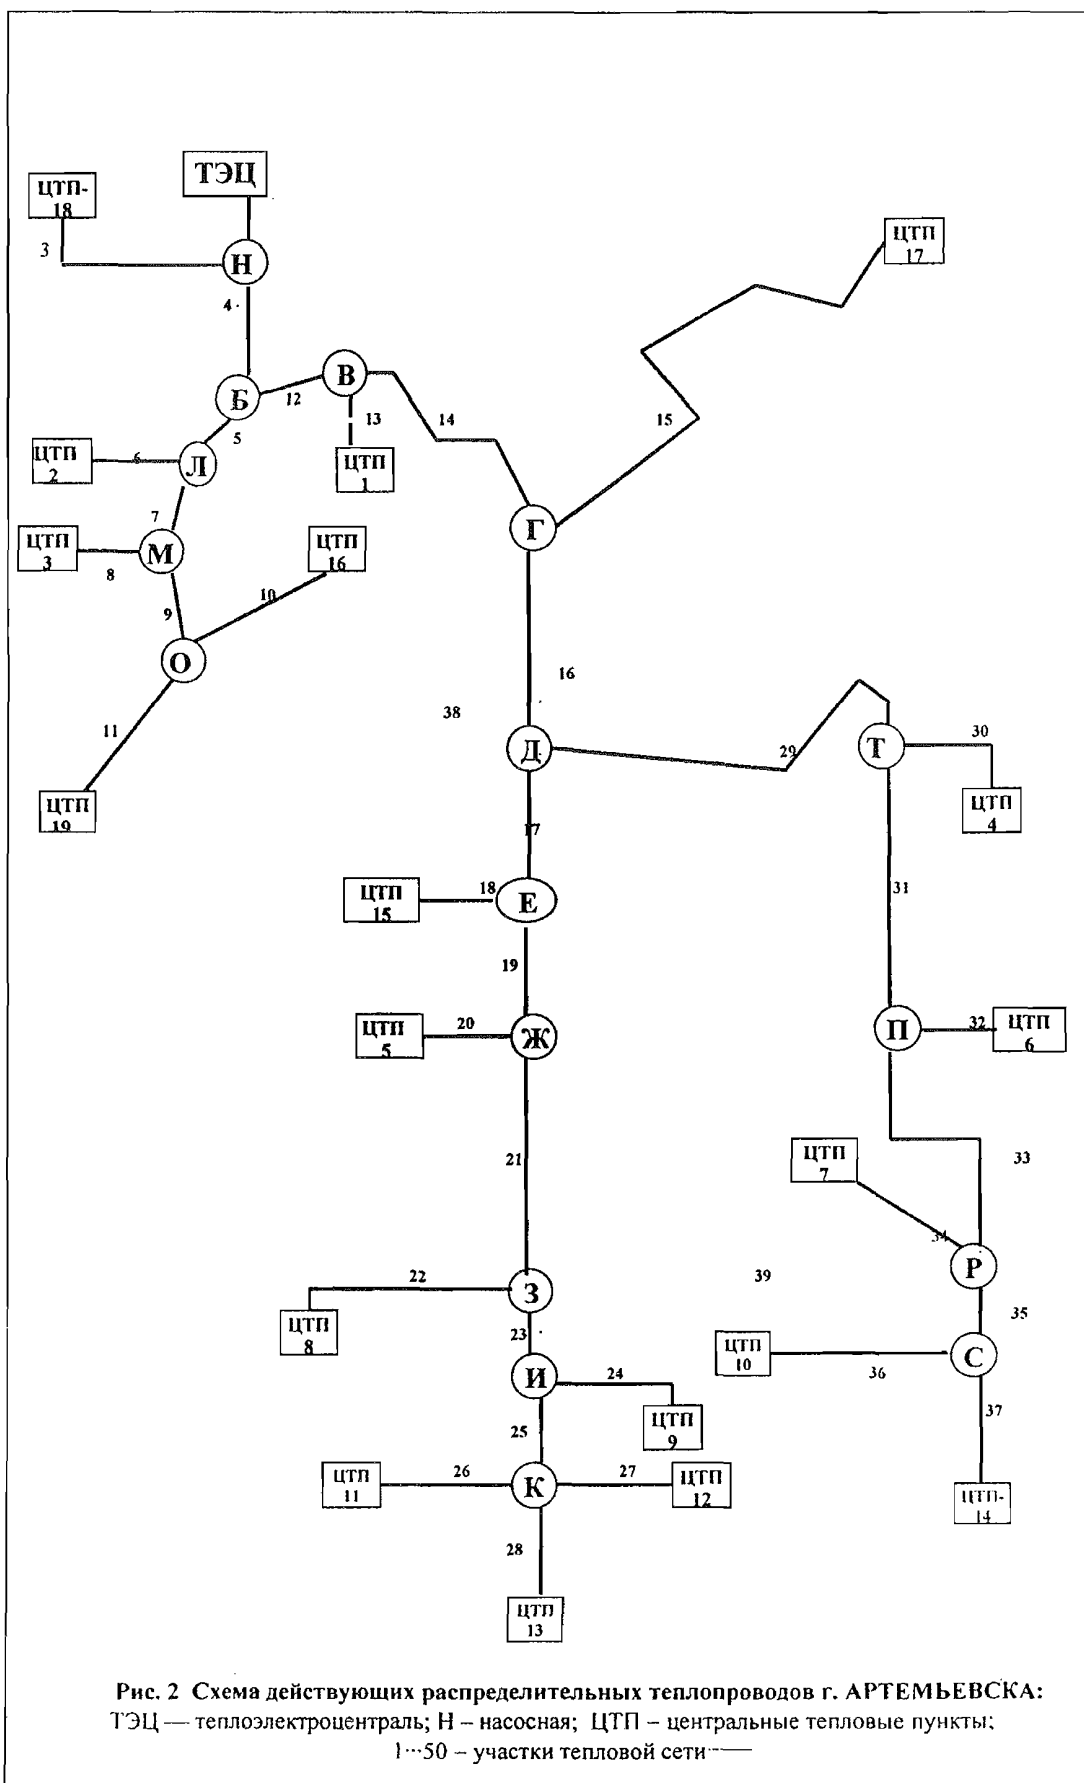 ТЭЦ
ЦТП-
18
3
Н
ЦТП
17
4
В
Б
12
13
14
15
5
ЦТП
2
6
Л
ЦТП
1
7
Г
ЦТП
3
8
М
ЦТП
16
9
10
О
16
38
11
Д
29
Т
30
ЦТП
19
ЦТП
4
17
ЦТП
15
18
Е
31
19
ЦТП
5
20
Ж
П
32
ЦТП
6
21
ЦТП
7
33
34
22
З
39
Р
ЦТП
8
23
35
ЦТП
10
36
С
И
24
37
ЦТП
9
25
ЦТП
11
26
К
27
ЦТП
12
ЦТП-
14
28
ЦТП
13
Рис. 2 Схема действующих распределительных теплопроводов г. АРТЕМЬЕВСКА:
ТЭЦ — теплоэлектроцентраль; Н – насосная; ЦТП – центральные тепловые пункты;
1···50 – участки тепловой сети